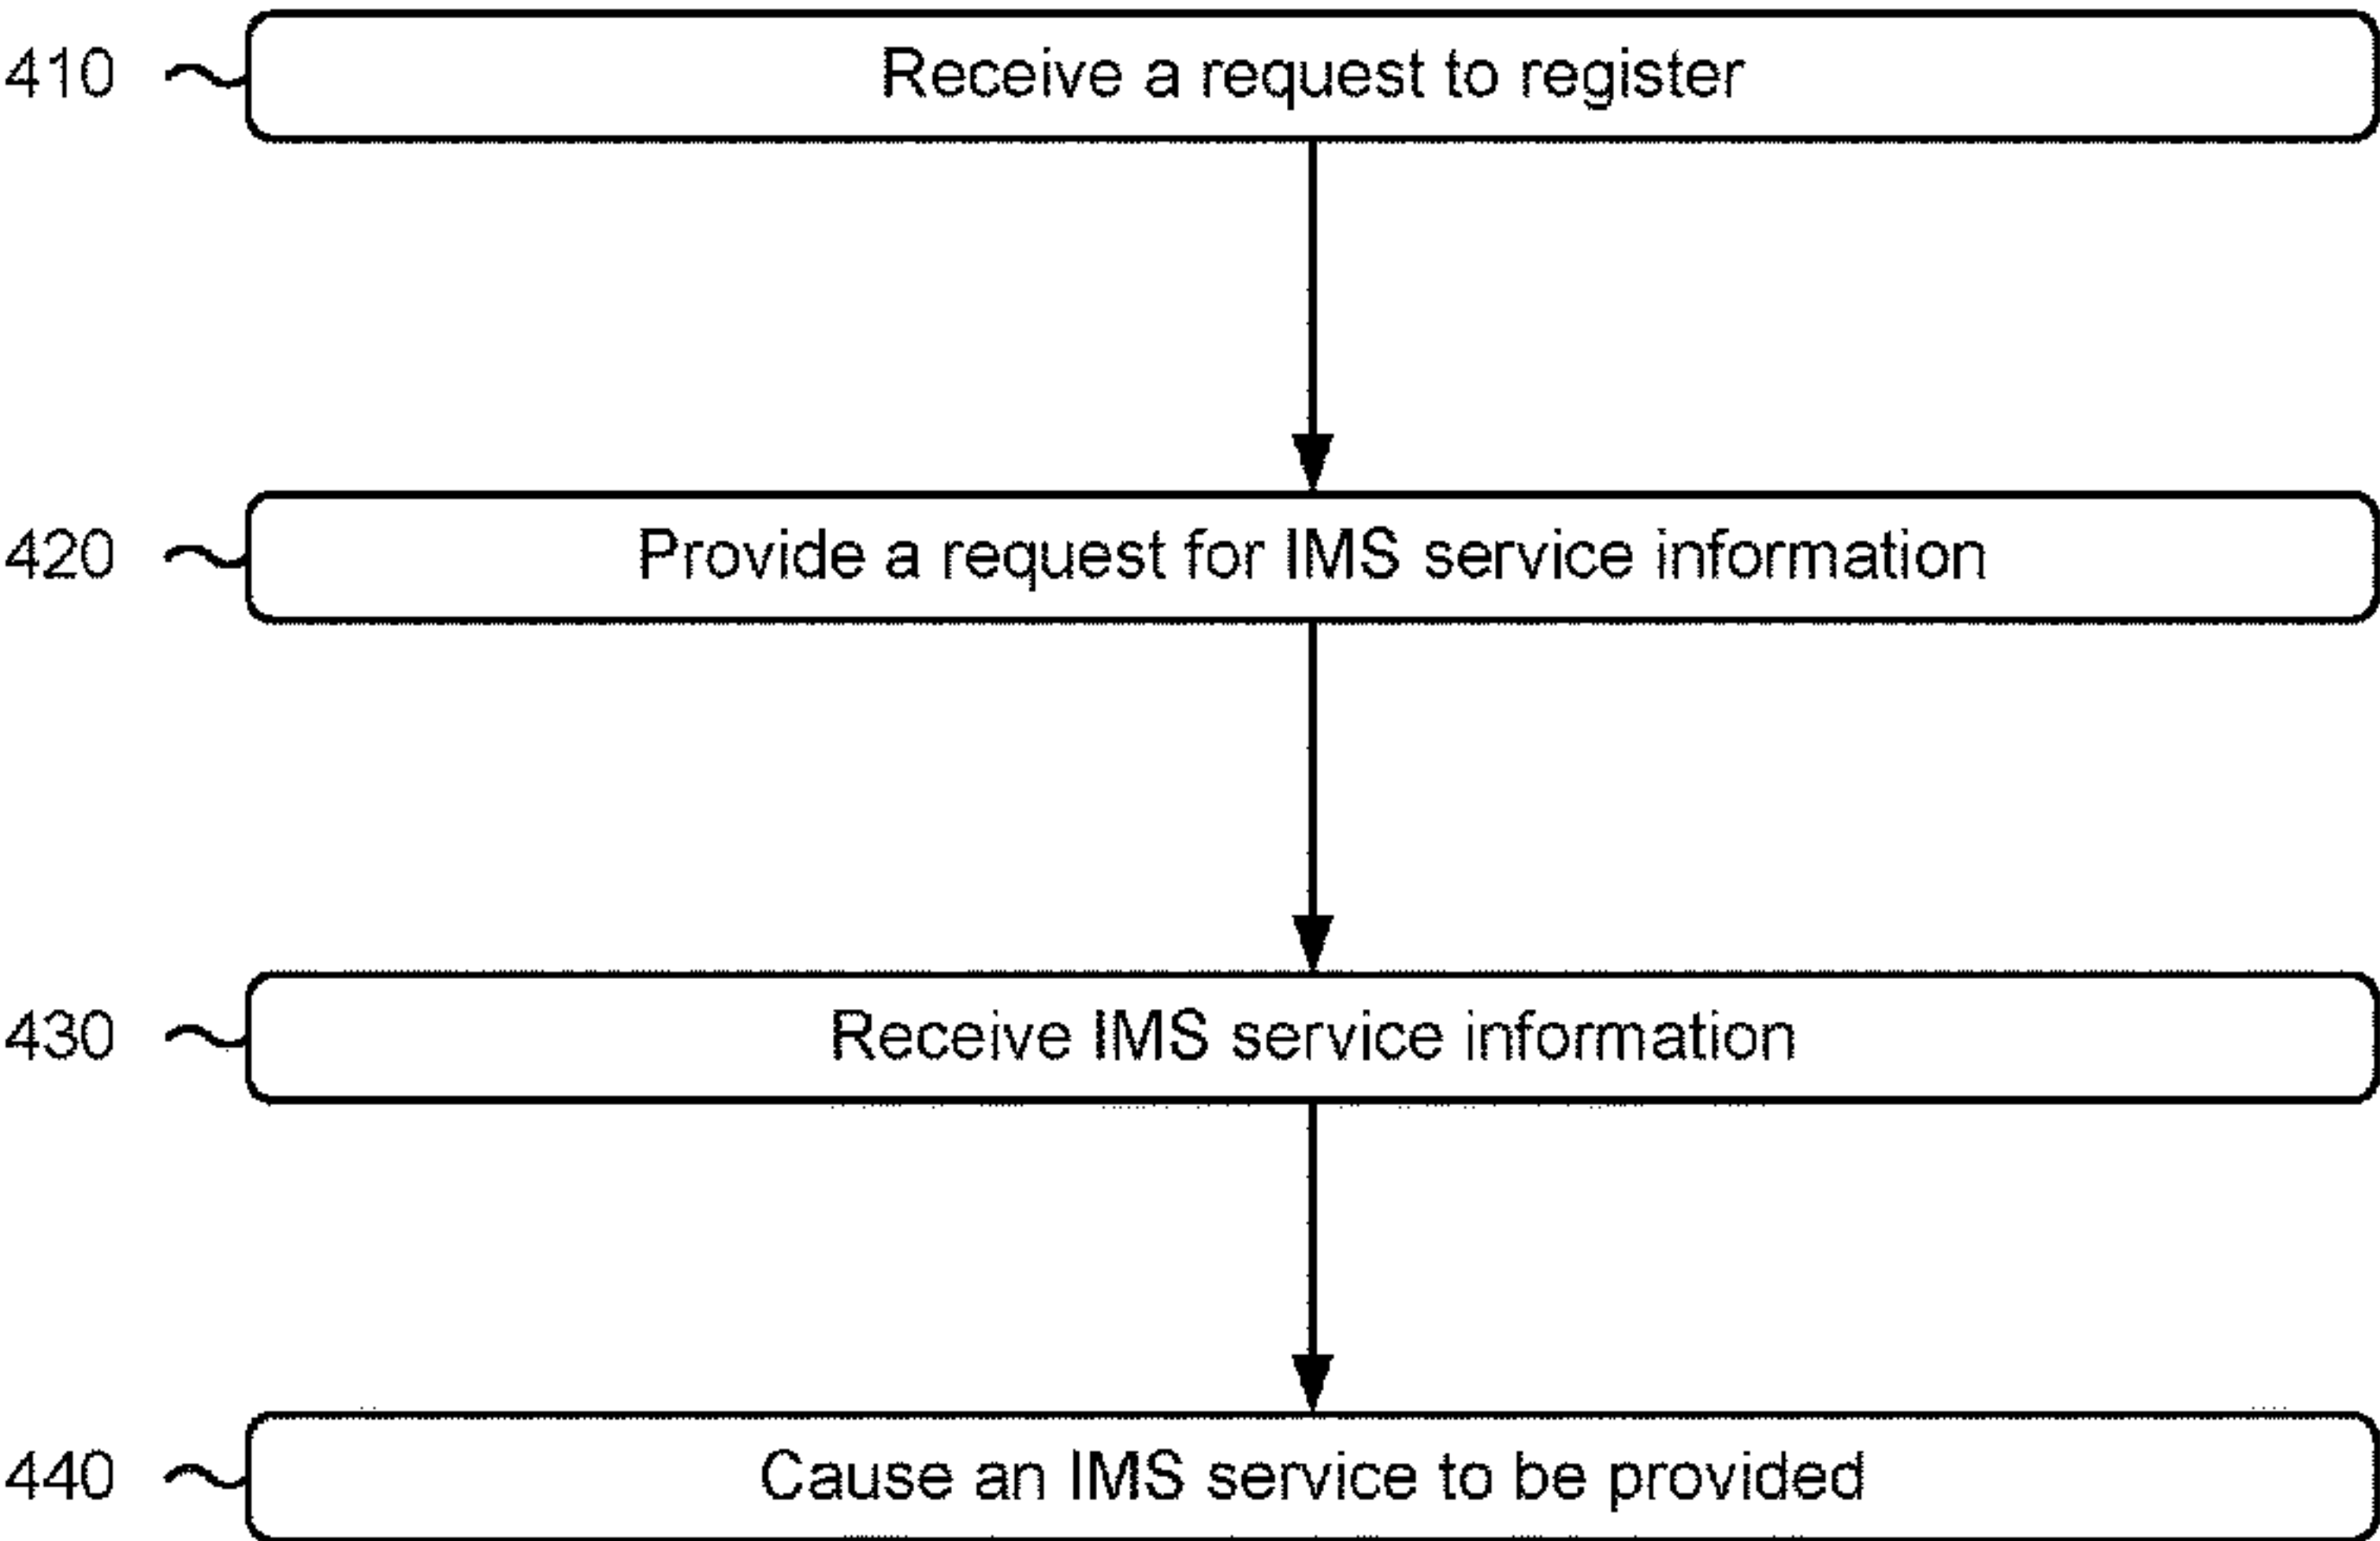 410 Receive a request to register
420 Provide a request for IMS service information
430 Receive IMS service information
440 Cause an IMS service to be provided